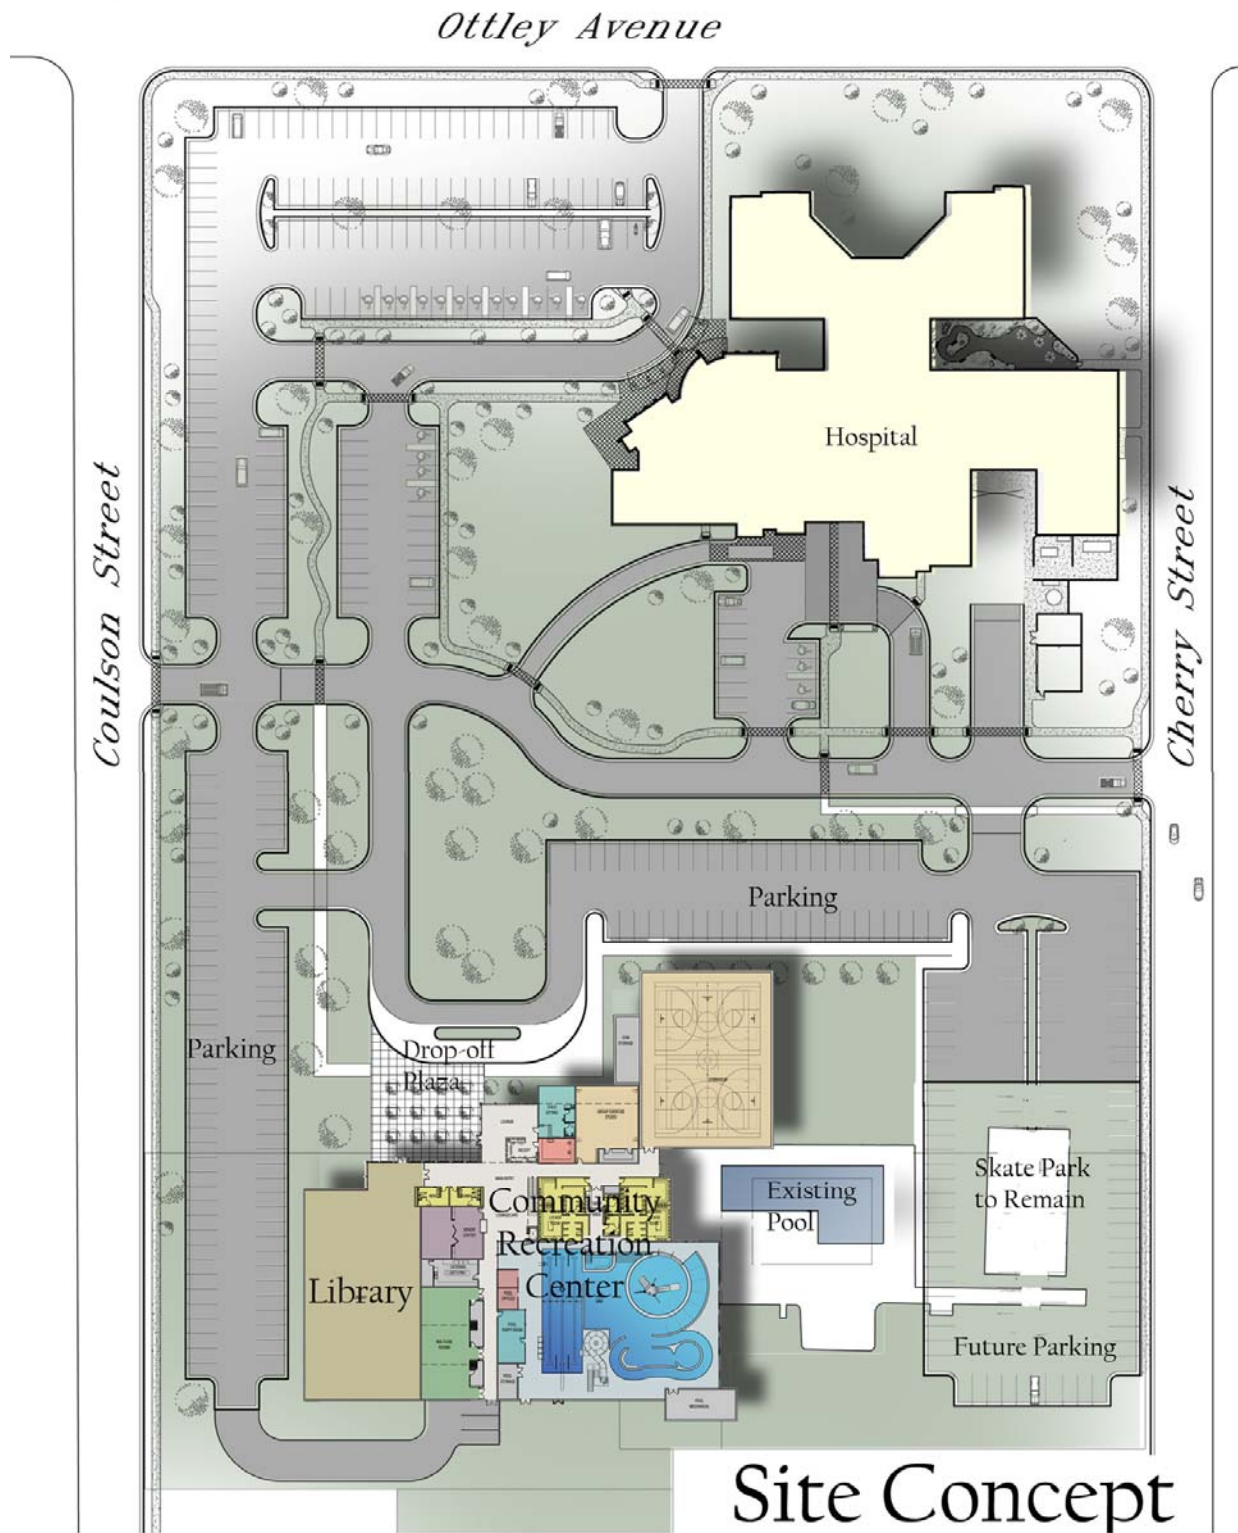 Ottley Avenue
Hospital
Coulson Street
Cherry Street
Parking
Parking
Drop-off
Plaza
Skate Park
to Remain
Existing
Pool
Community
Recreation
Center
Library
Future Parking
Site Concept